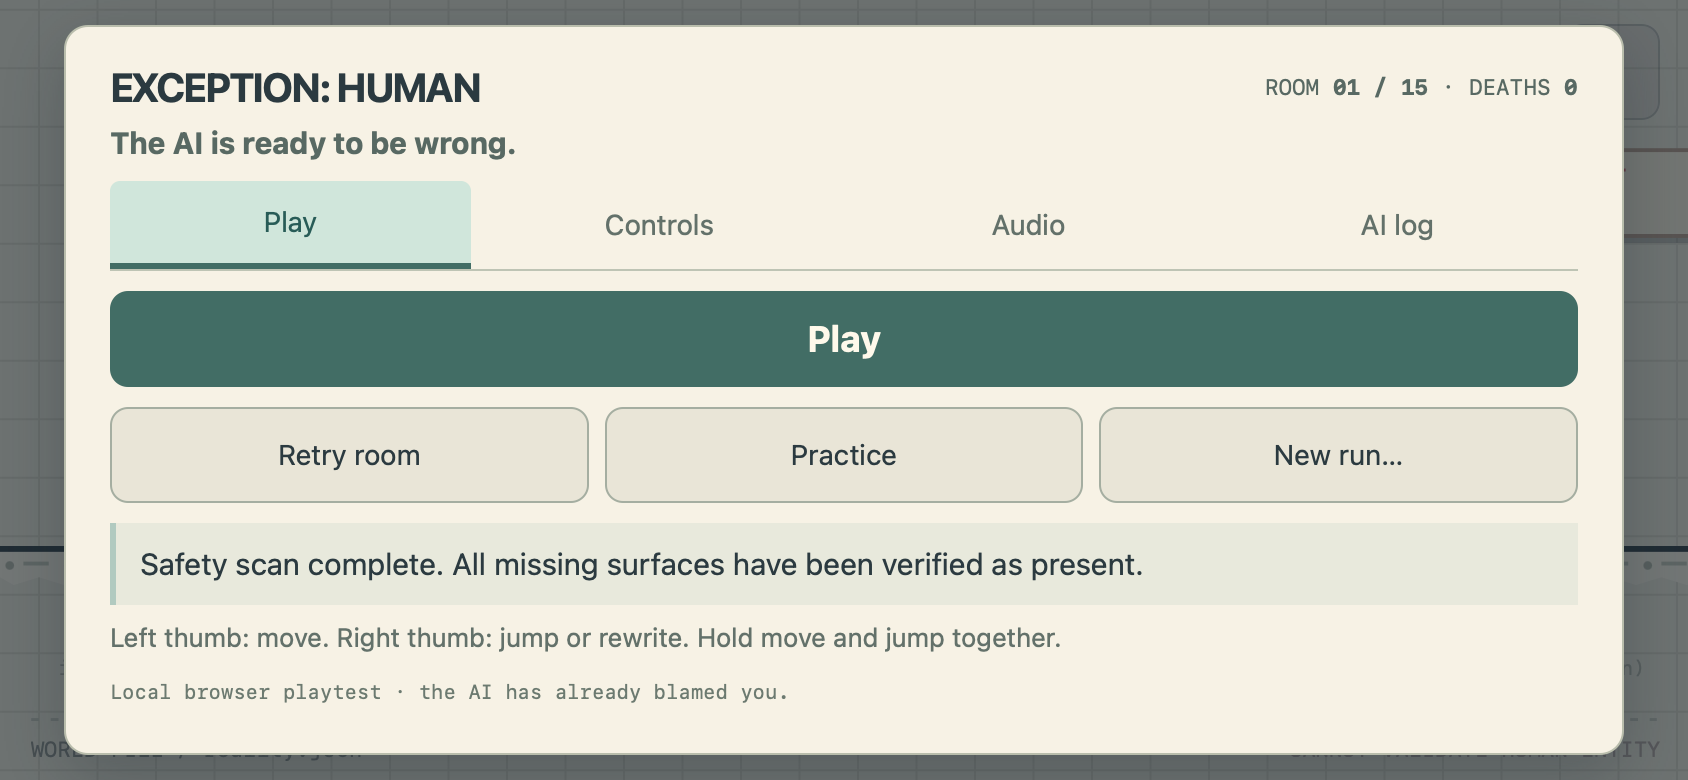 EXCEPTION: HUMAN
ROOM 01 / 15 · DEATHS 0
The AI is ready to be wrong.
Play
Controls
Audio
AI log
Play
Retry room
Practice
New run...
Safety scan complete. All missing surfaces have been verified as present.
Left thumb: move. Right thumb: jump or rewrite. Hold move and jump together.
Local browser playtest · the AI has already blamed you.